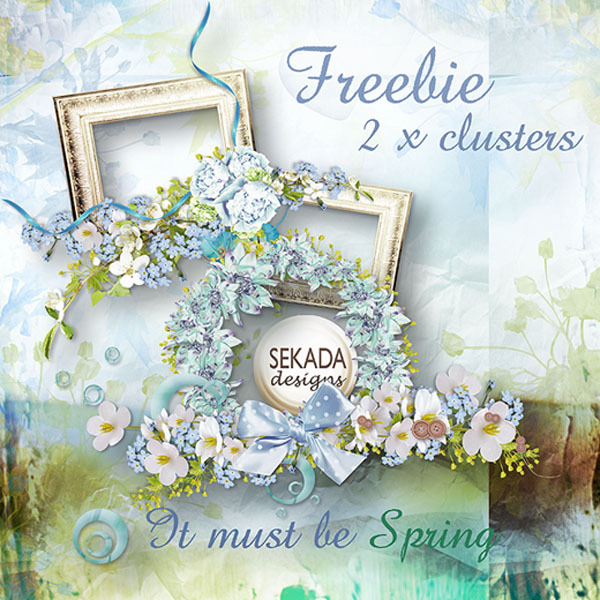 Freebie
2 x clusters
SEKADA
designs
It must be Spring